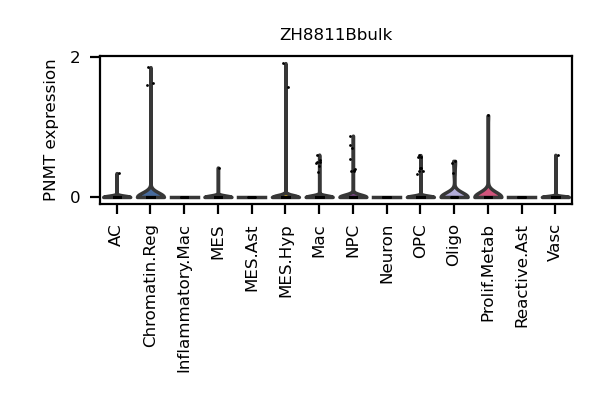 ZH8811Bbulk
PNMT expression
2
0
AC
Chromatin.Reg
Inflammatory.Mac
MES
MES.Ast
MES.Hyp
Mac
NPC
Neuron
OPC
Oligo
Prolif.Metab
Reactive.Ast
Vasc